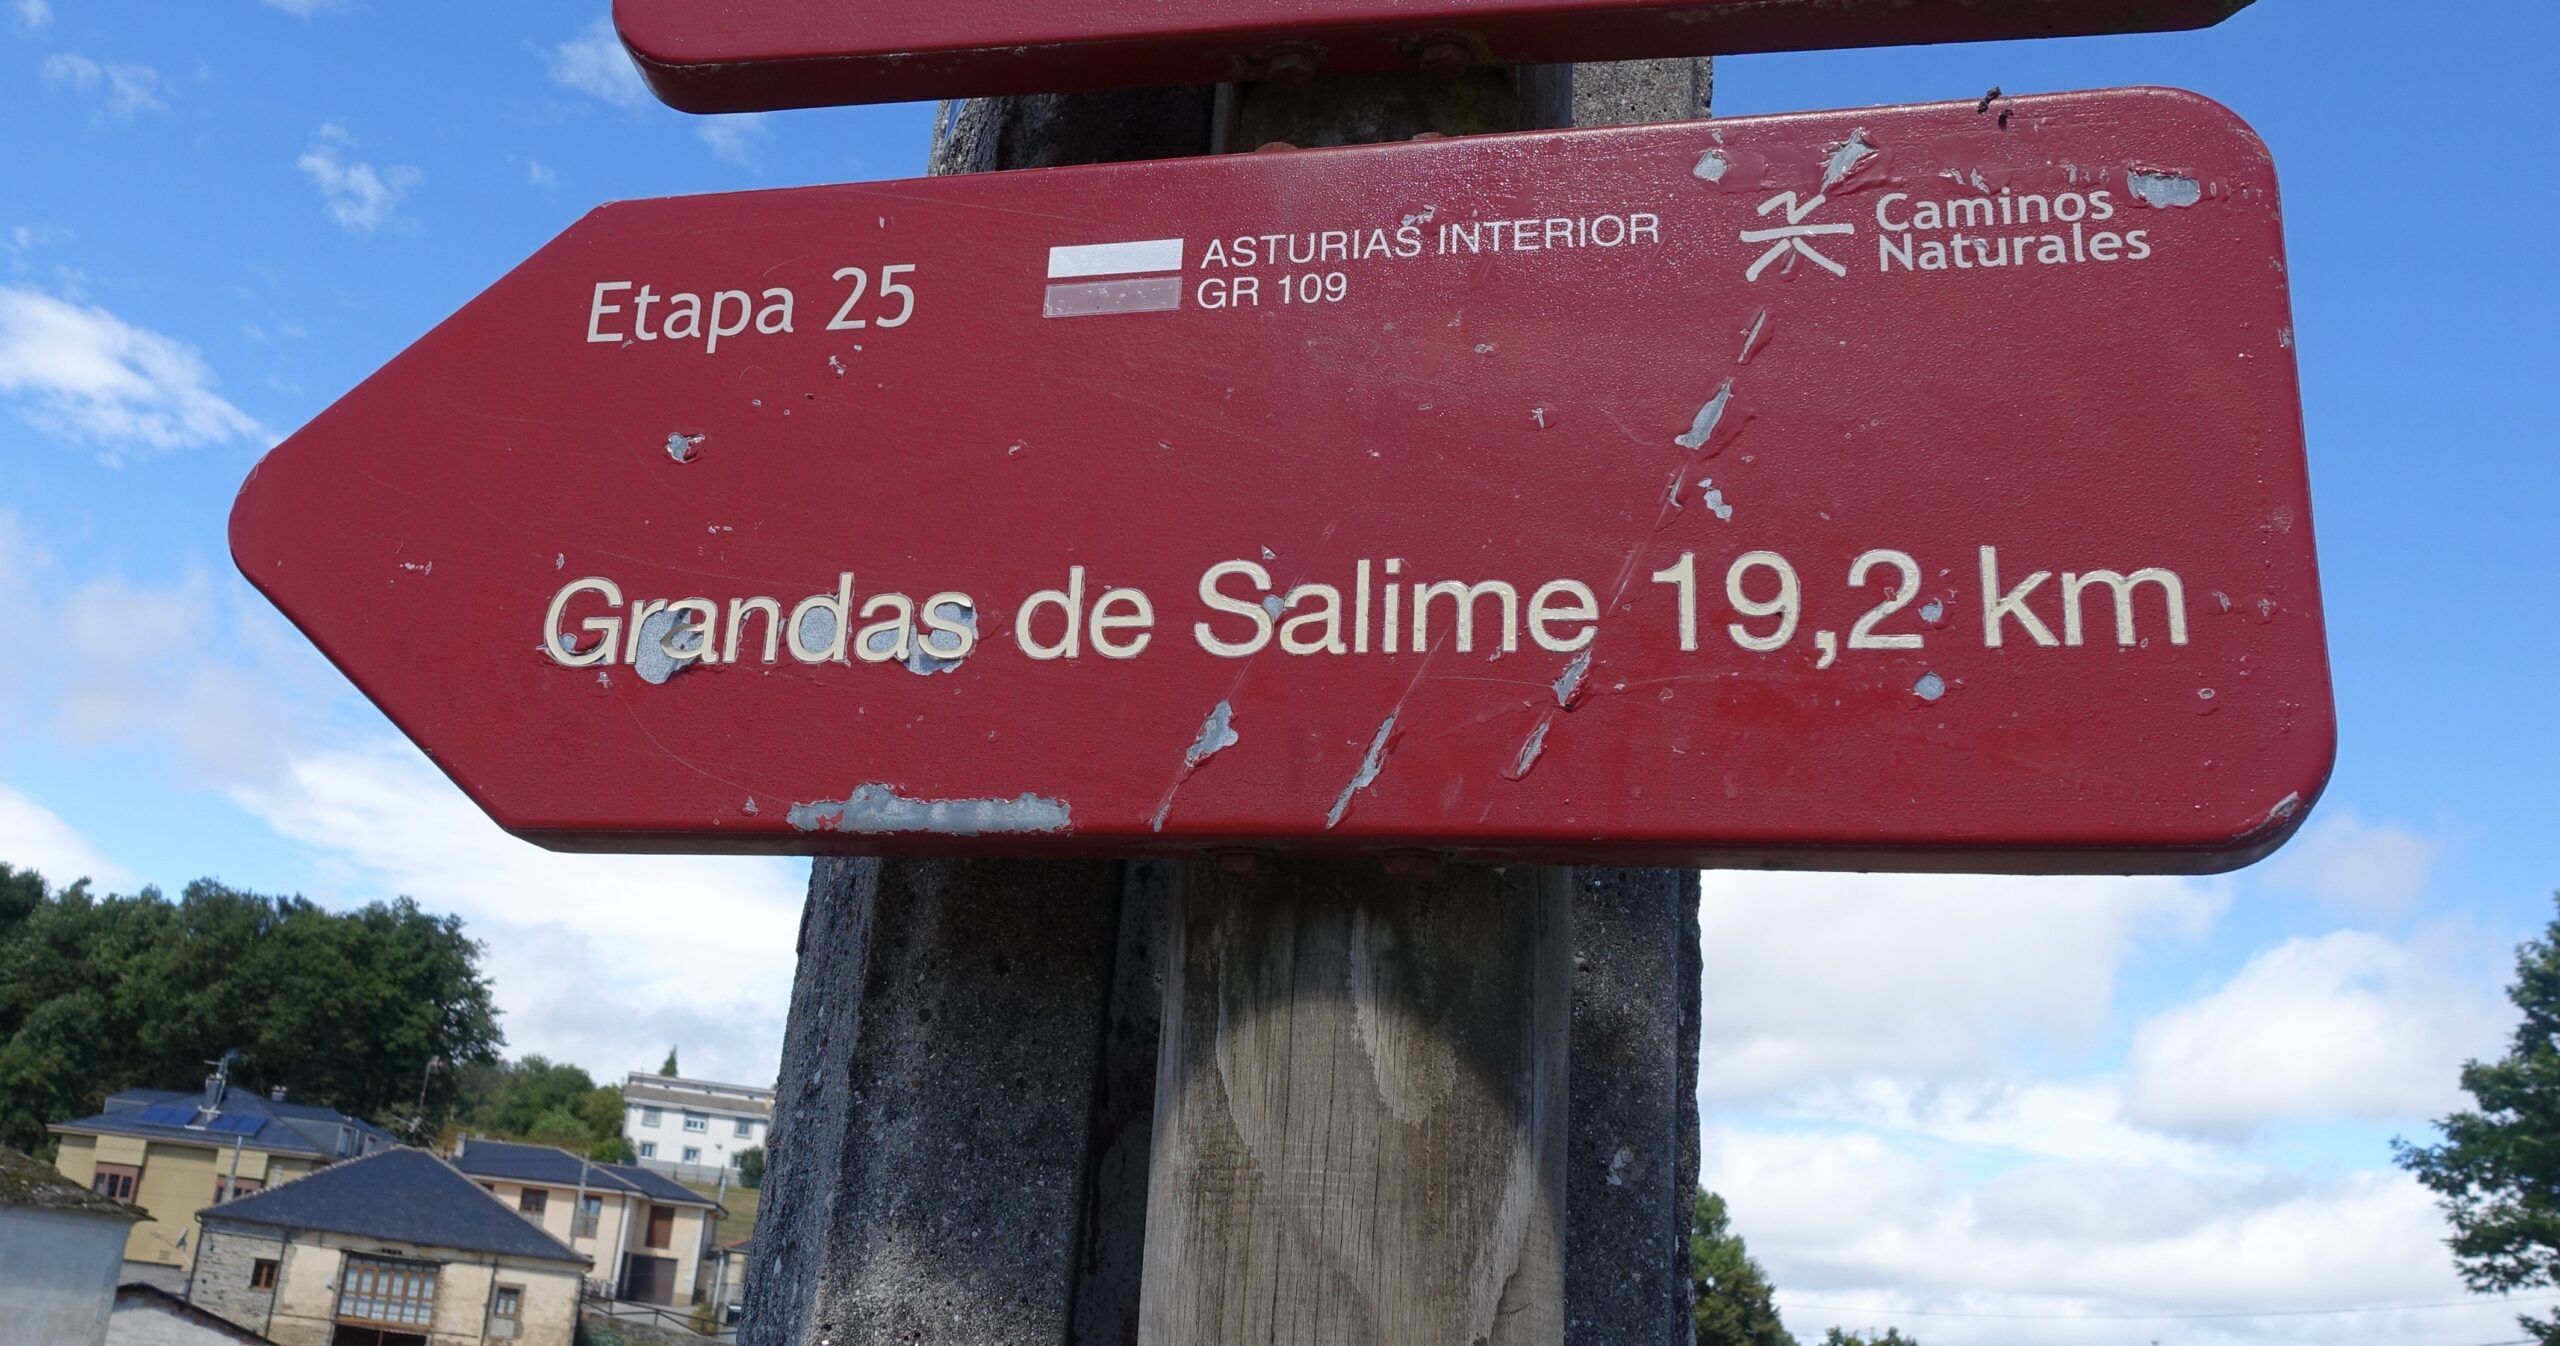 Etapa 25
ASTURIAS INTERIOR
GR 109
Caminos
Naturales
Grandas de Salime 19,2 km